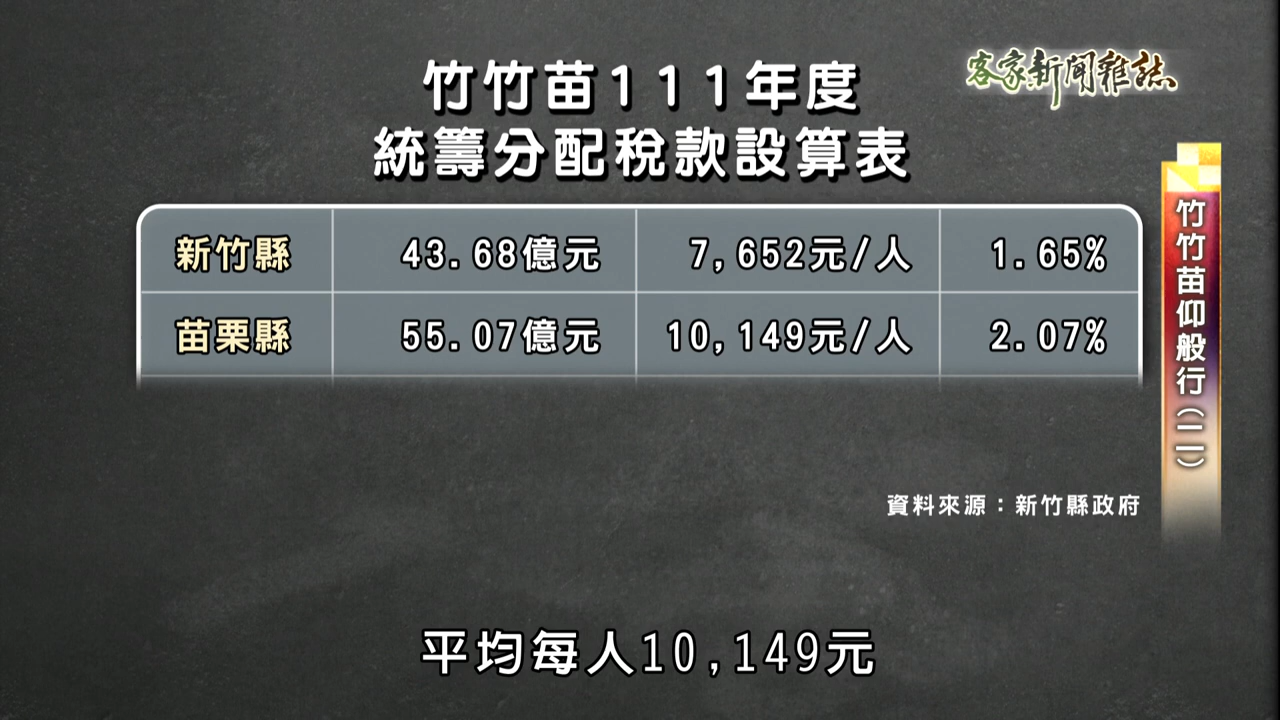 竹竹苗111年度
統籌分配稅款設算表
客家新聞雜誌
新竹縣 43.68億元 7,652元/人 1.65%
苗栗縣 55.07億元 10,149元/人 2.07%
竹竹苗仰般行(二)
資料來源：新竹縣政府
平均每人10,149元